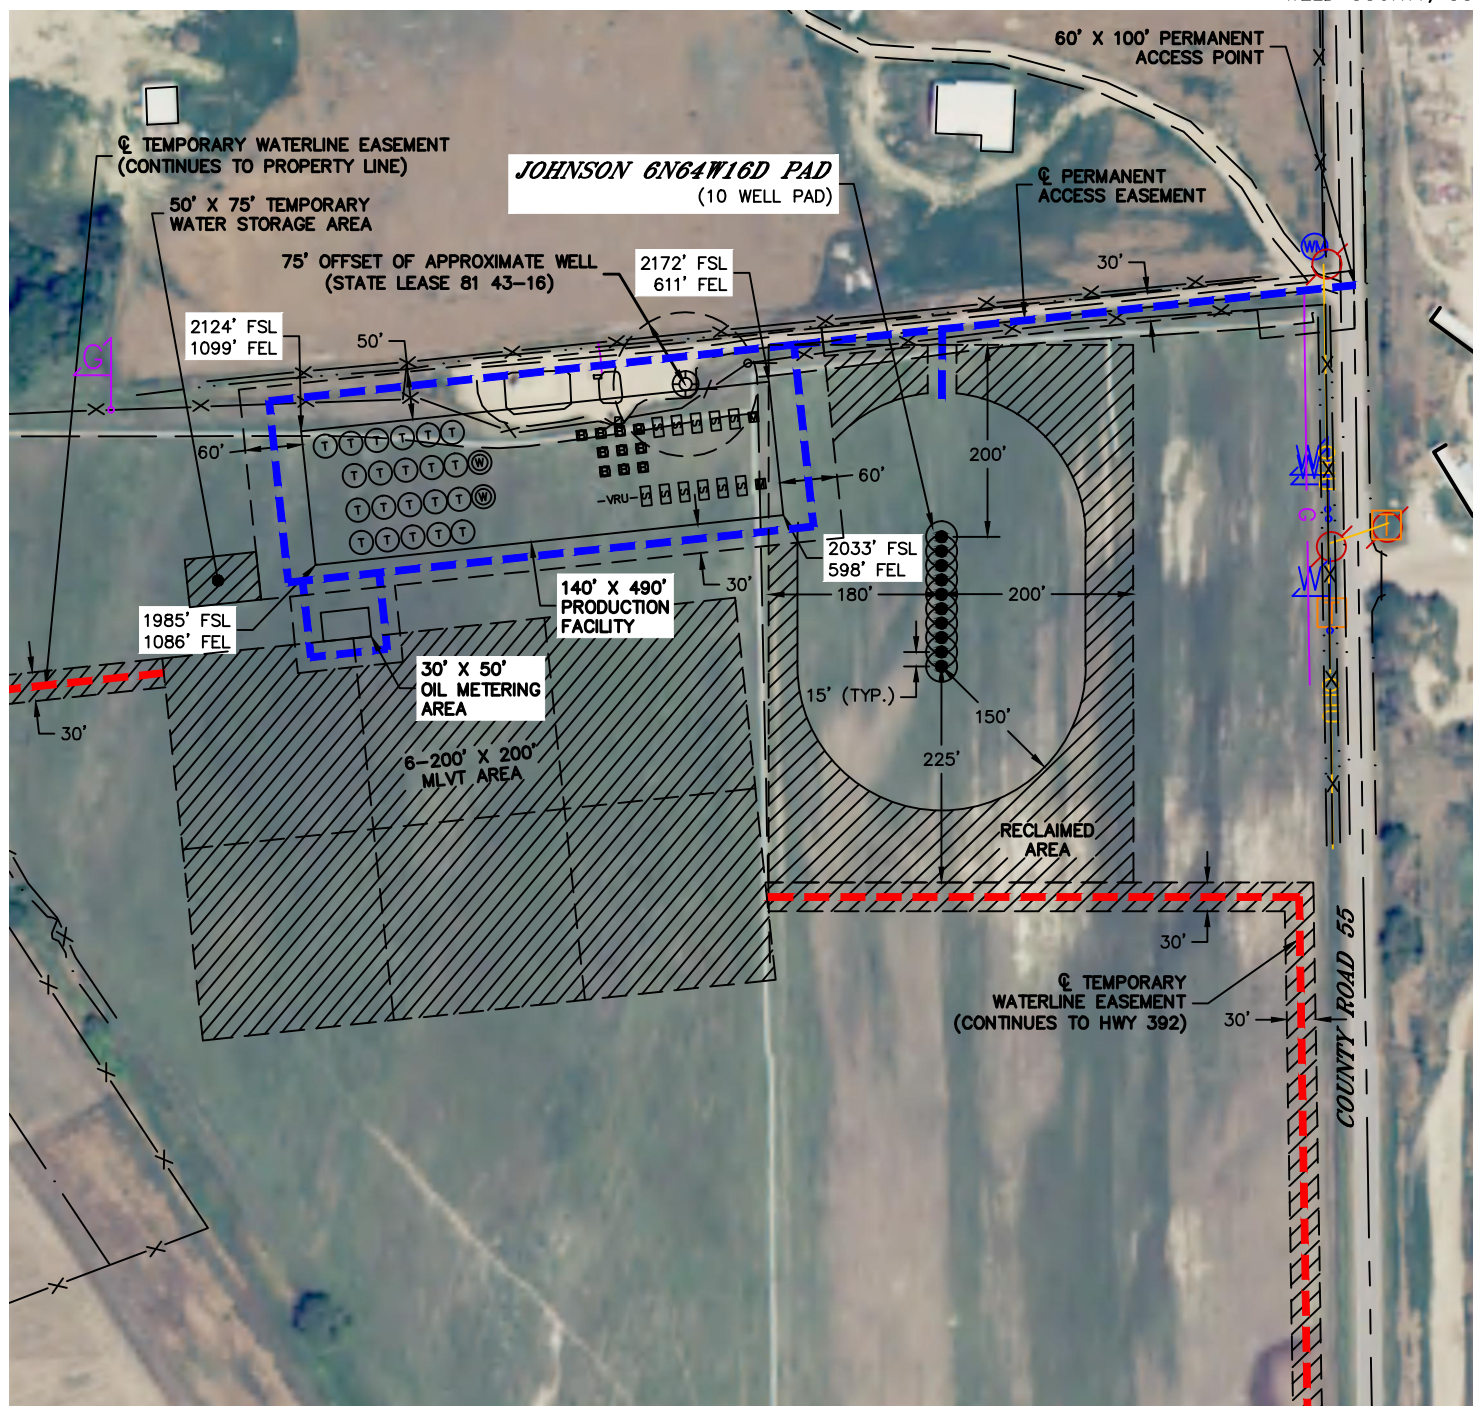 60' X 100' PERMANENT
ACCESS POINT
℄ TEMPORARY WATERLINE EASEMENT
(CONTINUES TO PROPERTY LINE)
JOHNSON 6N64W16D PAD
(10 WELL PAD)
℄ PERMANENT
ACCESS EASEMENT
50' X 75' TEMPORARY
WATER STORAGE AREA
WM
75' OFFSET OF APPROXIMATE WELL
(STATE LEASE 81 43-16)
2172' FSL
611' FEL
30'
2124' FSL
1099' FEL
50'
G
60'
T T T T T T
T T T T T W
T T T T T W
T T T T T
S S S S S
-VRU- S S S S S S
60'
200'
W
G
W
2033' FSL
598' FEL
30'
140' X 490'
PRODUCTION
FACILITY
180'
200'
1985' FSL
1086' FEL
30' X 50'
OIL METERING
AREA
15' (TYP.)
150'
30'
6-200' X 200'
MLVT AREA
225'
RECLAIMED
AREA
30'
℄ TEMPORARY
WATERLINE EASEMENT
(CONTINUES TO HWY 392)
30'
COUNTY ROAD 55